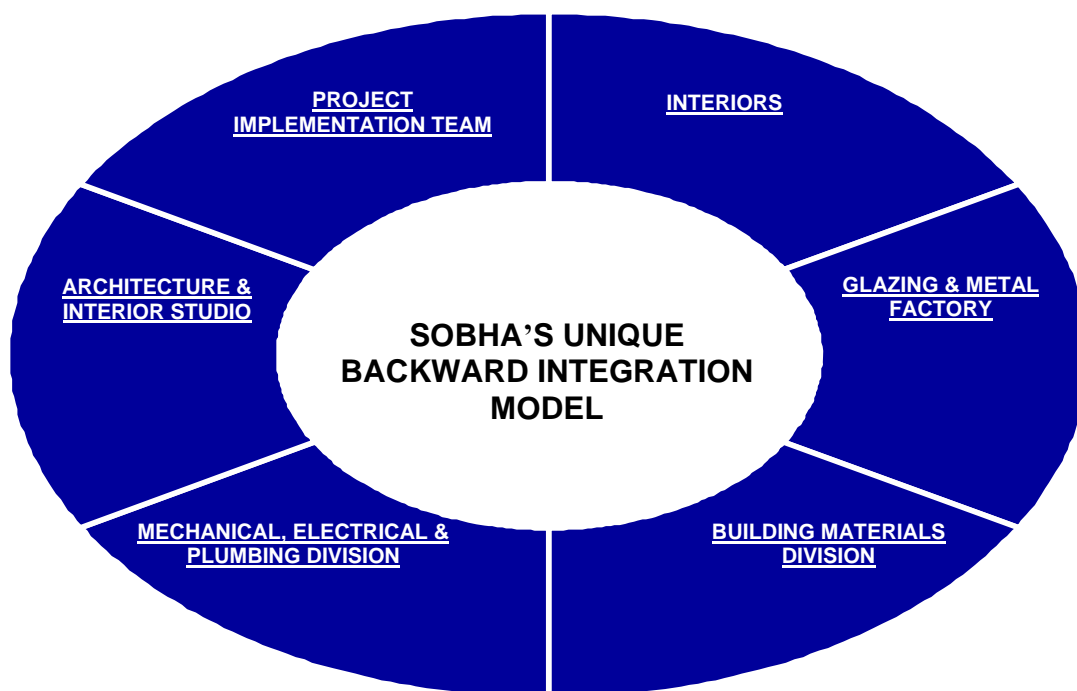 PROJECT
IMPLEMENTATION TEAM
INTERIORS
ARCHITECTURE &
INTERIOR STUDIO
GLAZING & METAL
FACTORY
SOBHA’S UNIQUE
BACKWARD INTEGRATION
MODEL
MECHANICAL, ELECTRICAL &
PLUMBING DIVISION
BUILDING MATERIALS
DIVISION